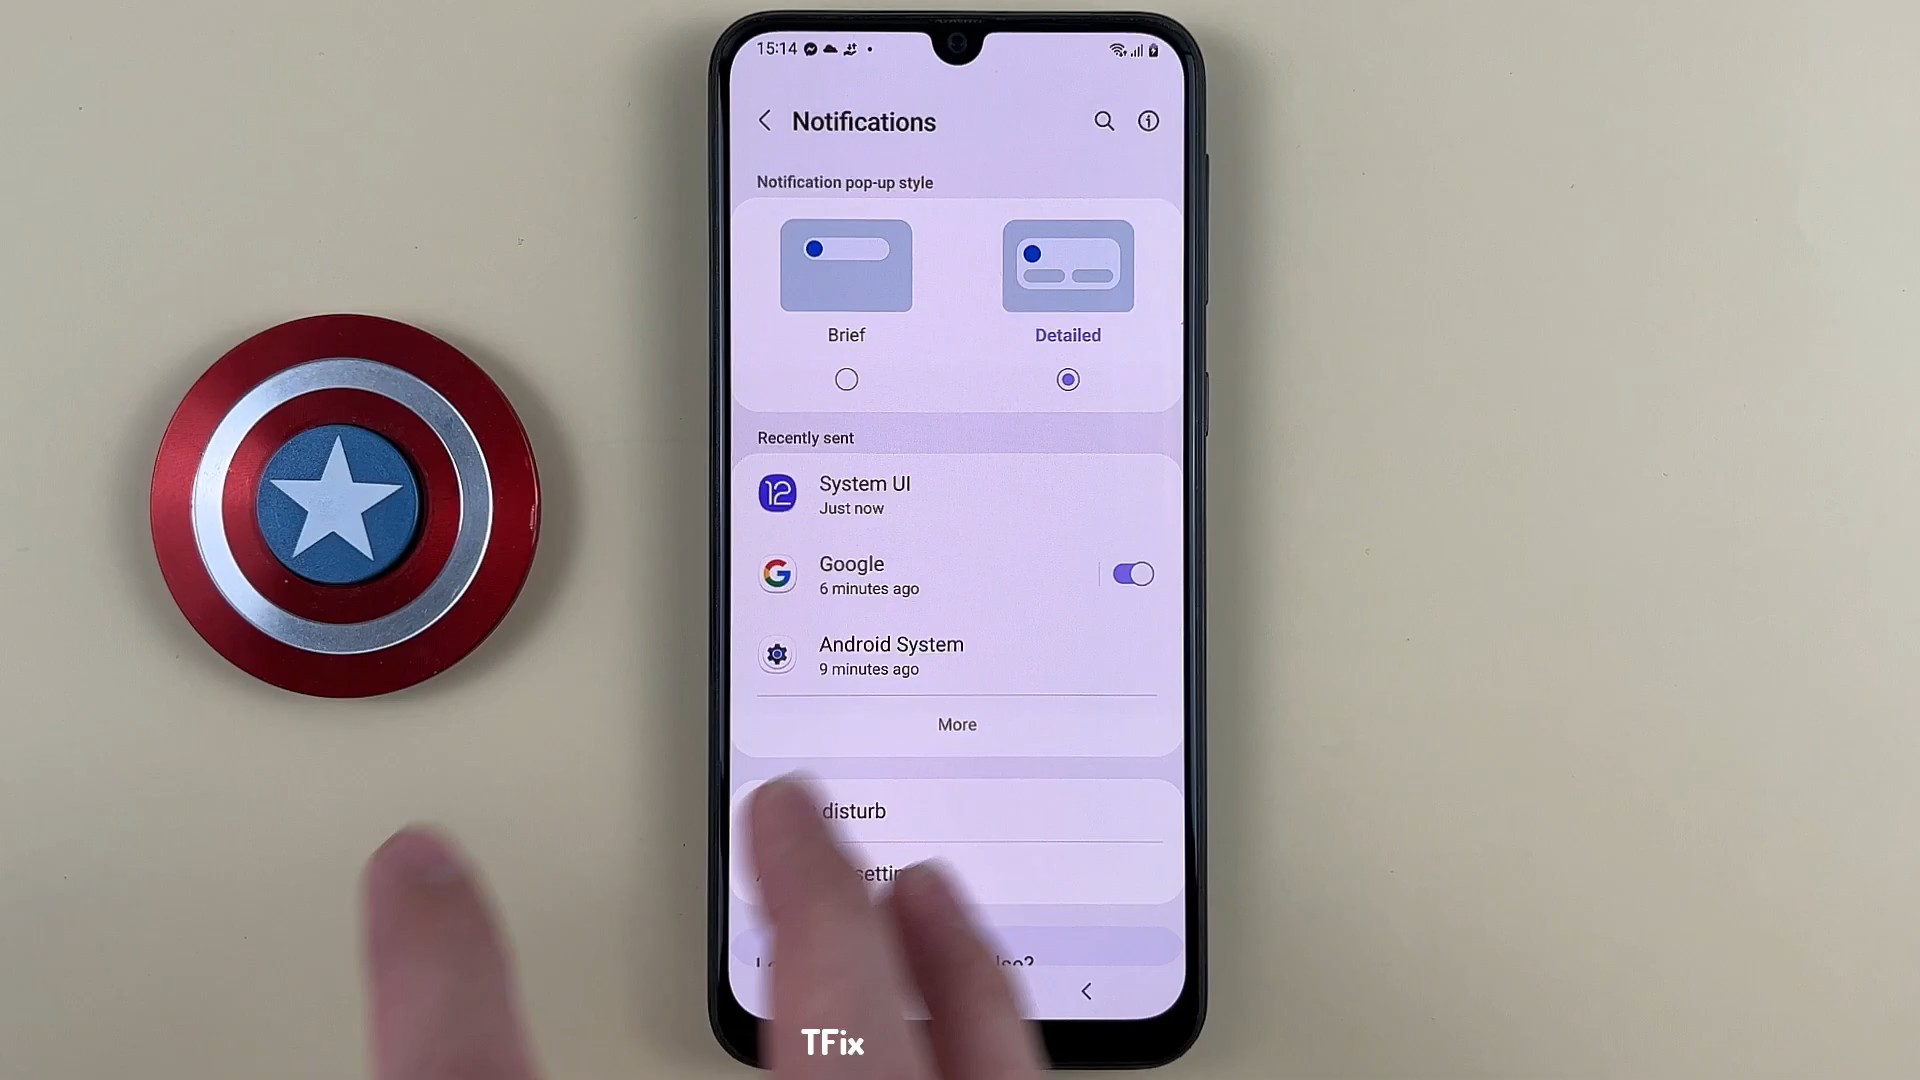 15:14
Notifications
Notification pop-up style
Brief
Detailed
Recently sent
12
System UI
Just now
G
Google
6 minutes ago
Android System
9 minutes ago
More
disturb
TFix